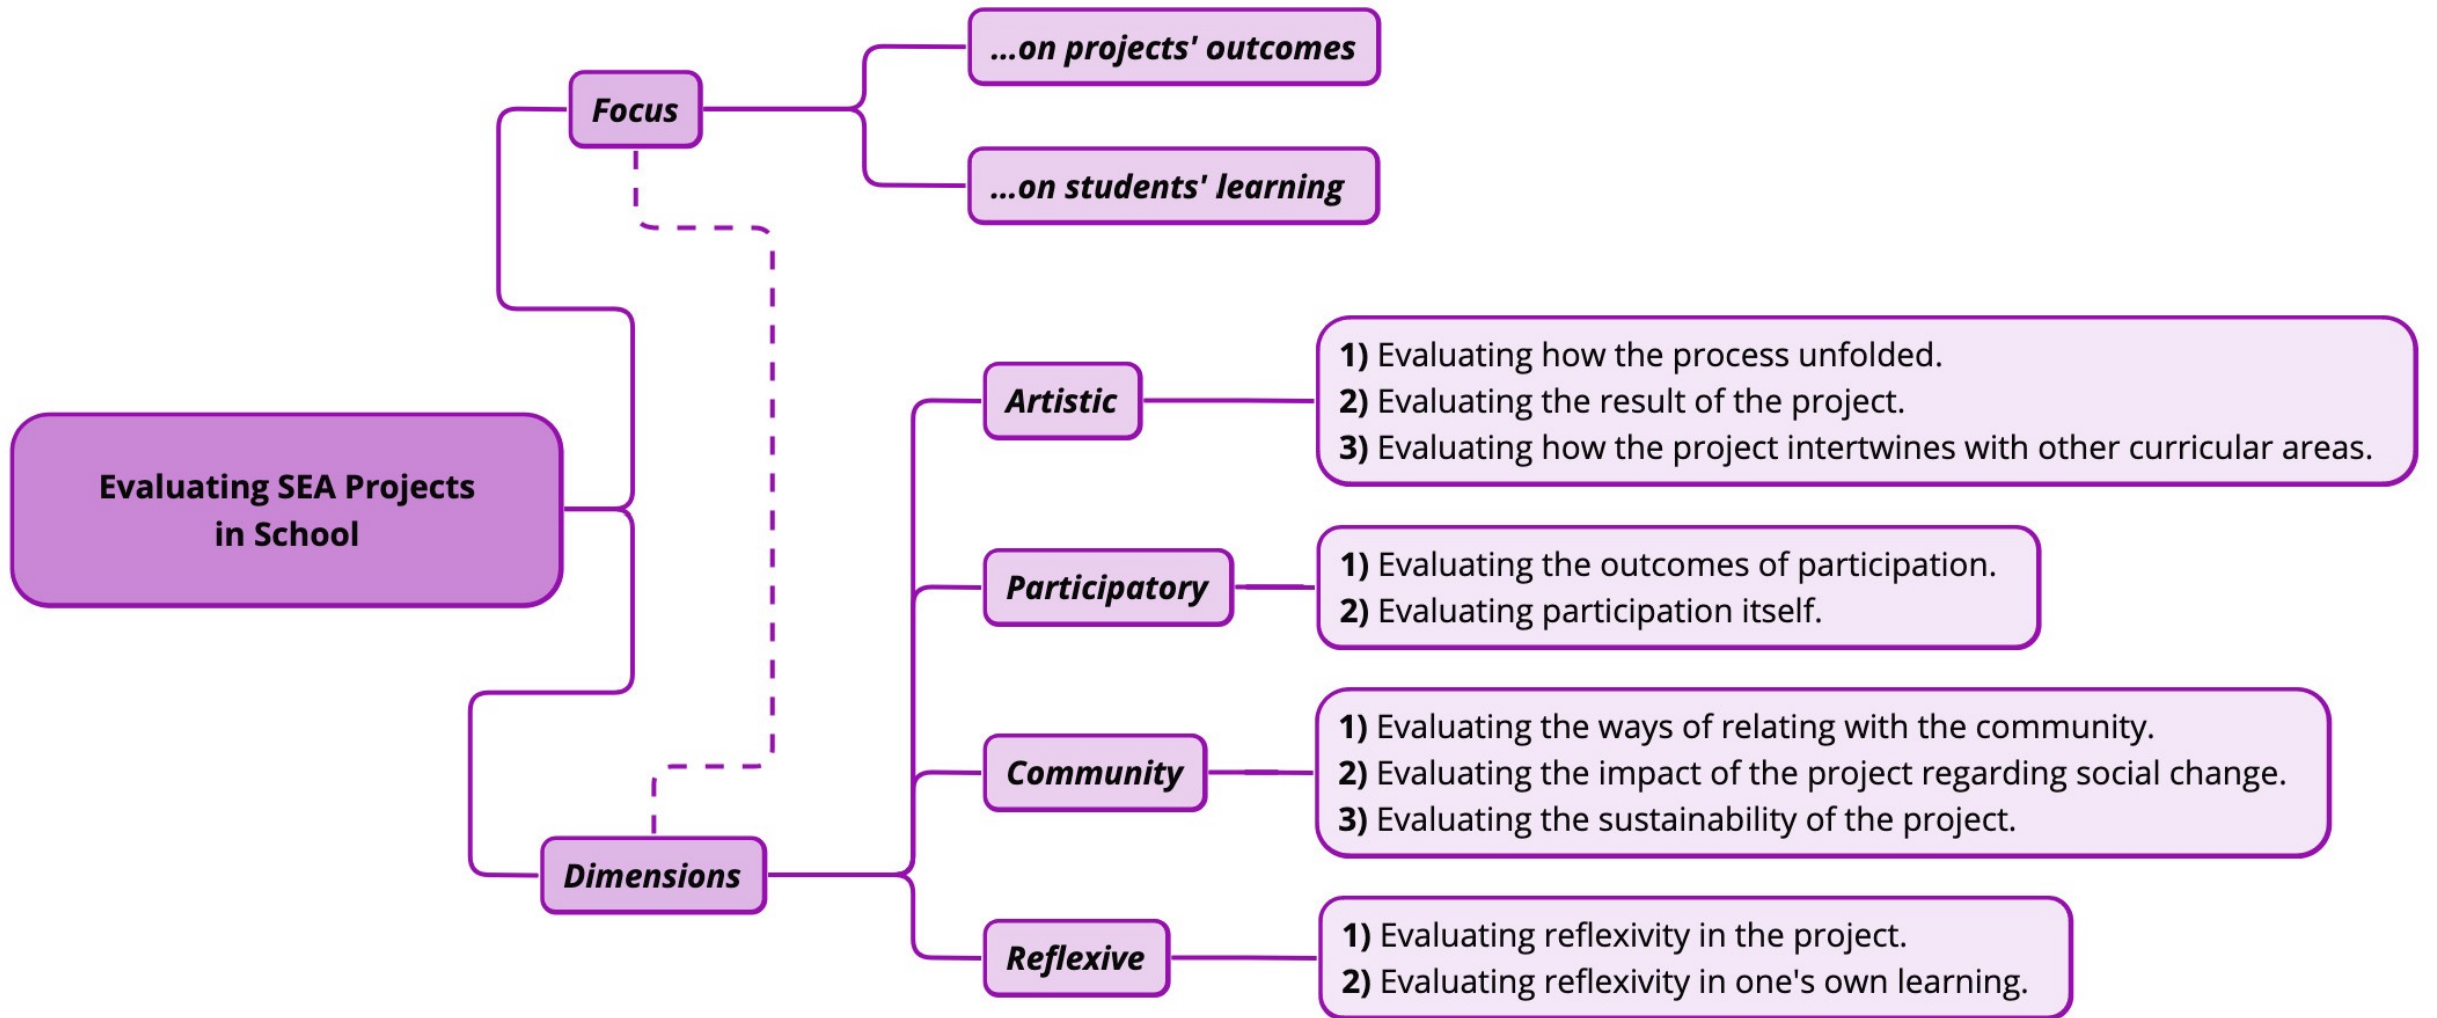 Evaluating SEA Projects
in School
Focus
...on projects' outcomes
...on students' learning
Dimensions
Artistic
1) Evaluating how the process unfolded.
2) Evaluating the result of the project.
3) Evaluating how the project intertwines with other curricular areas.
Participatory
1) Evaluating the outcomes of participation.
2) Evaluating participation itself.
Community
1) Evaluating the ways of relating with the community.
2) Evaluating the impact of the project regarding social change.
3) Evaluating the sustainability of the project.
Reflexive
1) Evaluating reflexivity in the project.
2) Evaluating reflexivity in one's own learning.